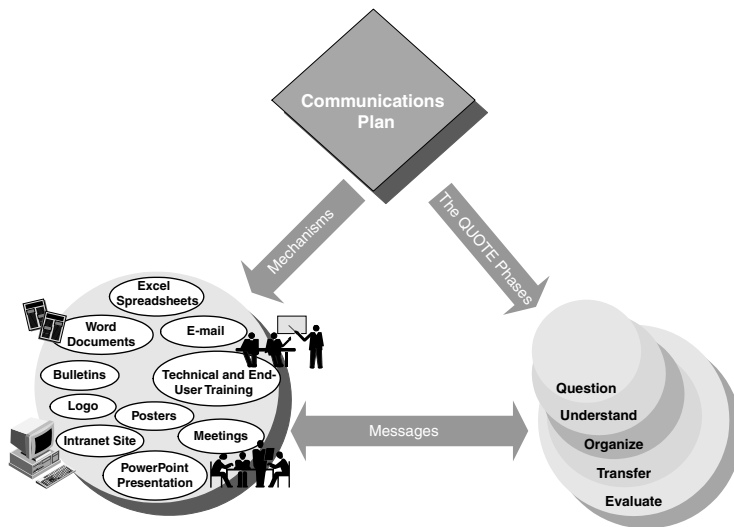 Communications
Plan
Mechanisms
The QUOTE Phases
Excel
Spreadsheets
Word
Documents
E-mail
Bulletins
Technical and End-
User Training
Logo
Posters
Intranet Site
Meetings
PowerPoint
Presentation
Messages
Question
Understand
Organize
Transfer
Evaluate